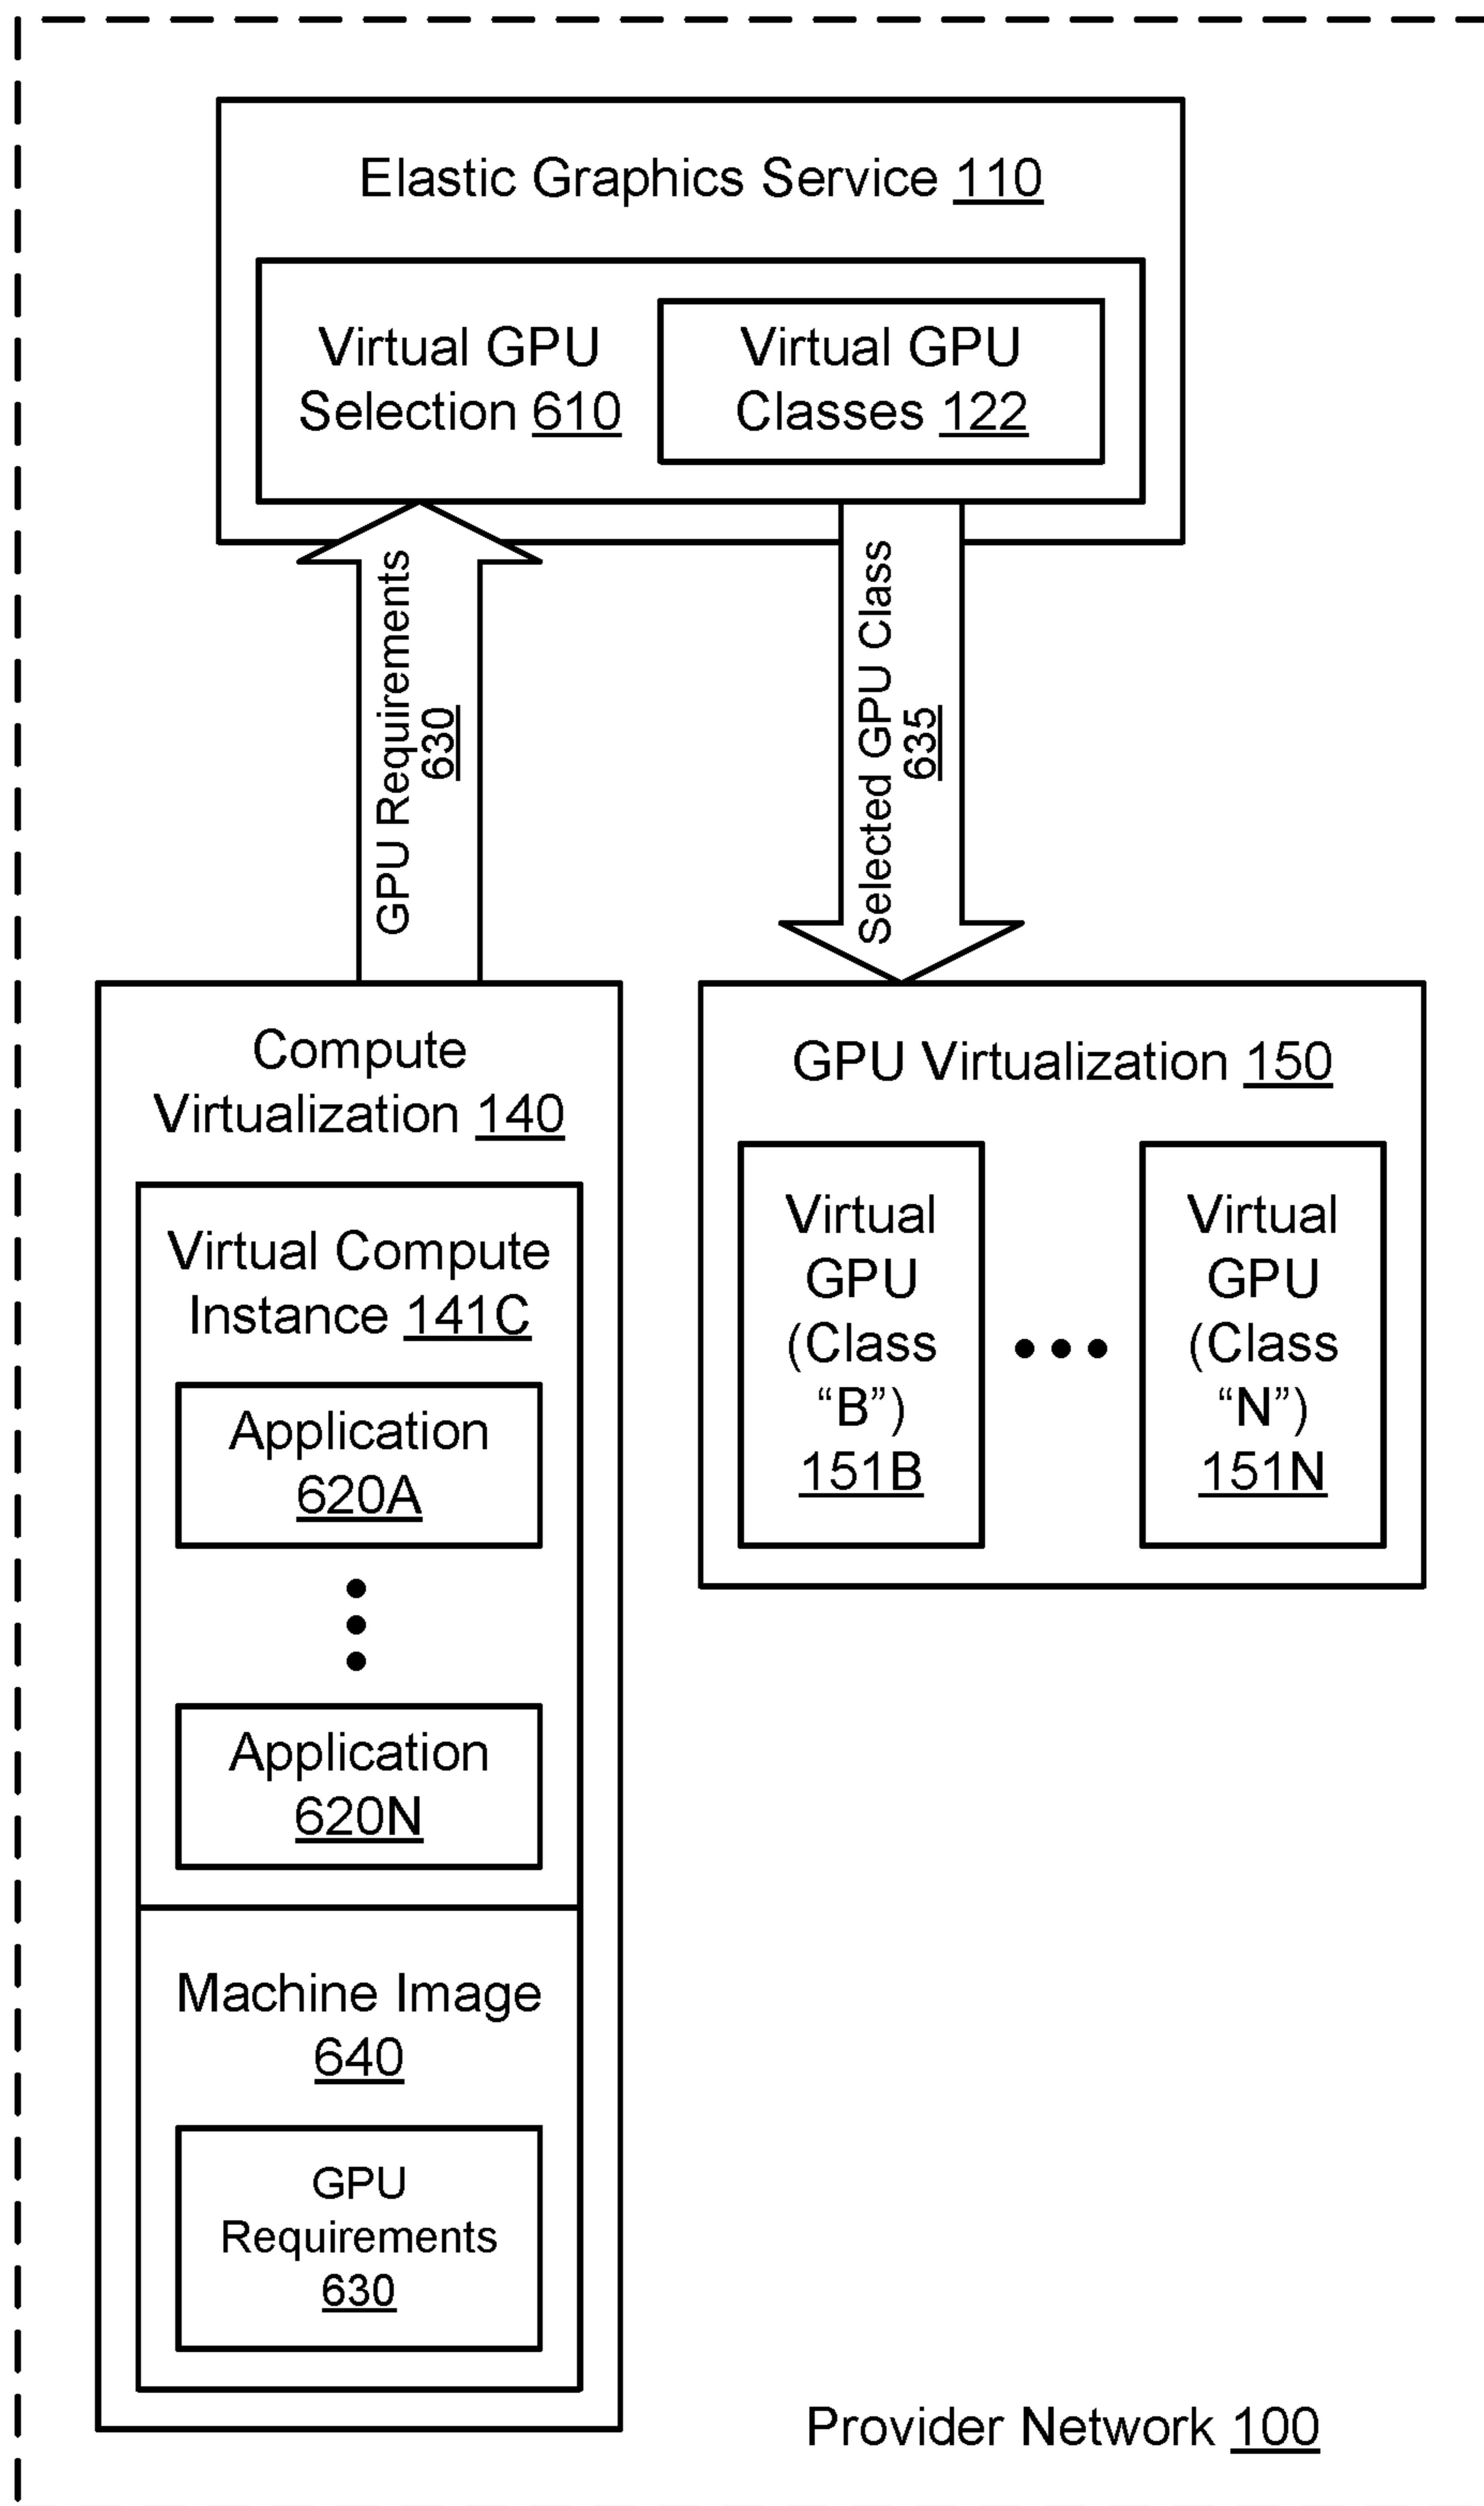 Elastic Graphics Service 110
Virtual GPU
Selection 610
Virtual GPU
Classes 122
GPU Requirements
630
Selected GPU Class
635
Compute
Virtualization 140
Virtual Compute
Instance 141C
Application
620A
Application
620N
Machine Image
640
GPU
Requirements
630
GPU Virtualization 150
Virtual
GPU
(Class
“B”)
151B
Virtual
GPU
(Class
“N”)
151N
Provider Network 100